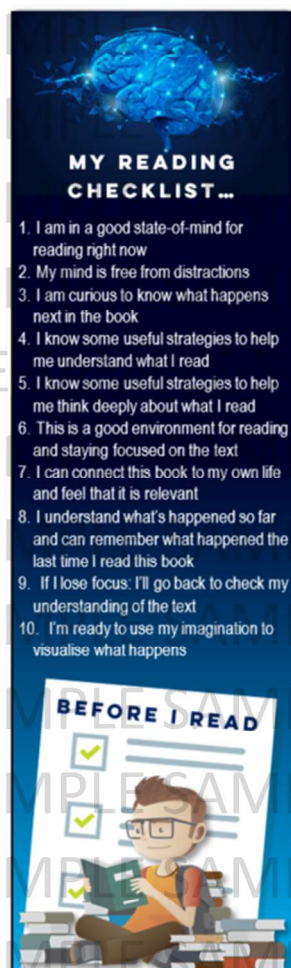 MY READING
CHECKLIST…
1. I am in a good state-of-mind for
reading right now
2. My mind is free from distractions
3. I am curious to know what happens
next in the book
4. I know some useful strategies to help
me understand what I read
5. I know some useful strategies to help
me think deeply about what I read
6. This is a good environment for reading
and staying focused on the text
7. I can connect this book to my own life
and feel that it is relevant
8. I understand what's happened so far
and can remember what happened the
last time I read this book
9. If I lose focus: I'll go back to check my
understanding of the text
10. I'm ready to use my imagination to
visualise what happens
BEFORE I READ